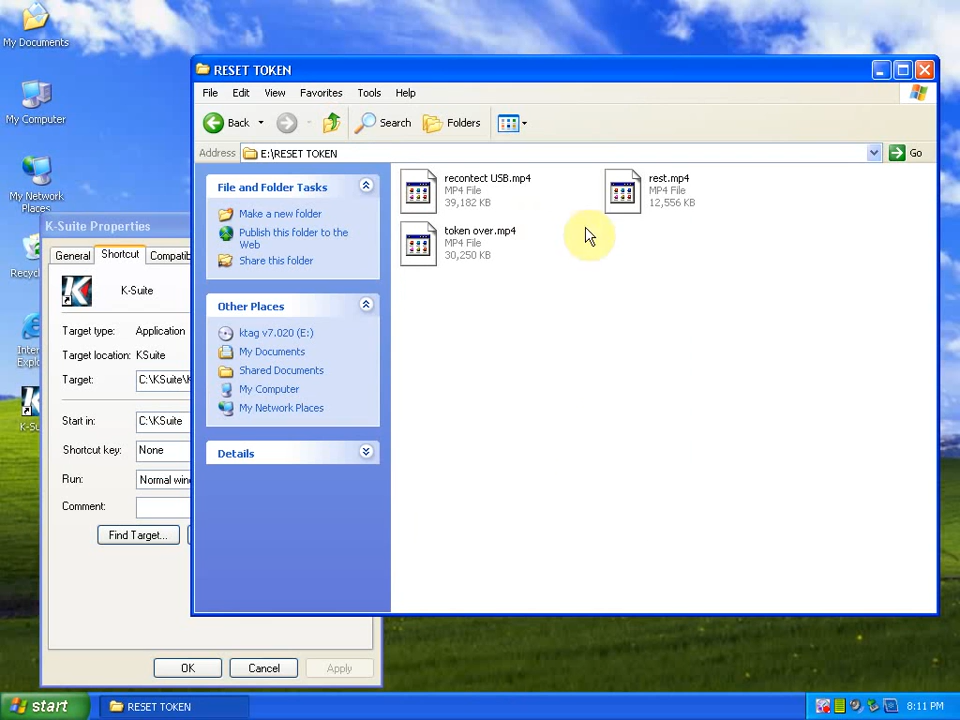 My Documents
My Computer
My Network
Places
Recyc
Inter
Explo
K-Su
K-Suite Properties
General
Shortcut
Compatib
K-Suite
Target type:
Application
Target location:
KSuite
Target:
C:\KSuite\K
Start in:
C:\KSuite
Shortcut key:
None
Run:
Normal wind
Comment:
Find Target...
OK
Cancel
Apply
RESET TOKEN
File
Edit
View
Favorites
Tools
Help
Back
Search
Folders
Address
E:\RESET TOKEN
Go
File and Folder Tasks
Make a new folder
Publish this folder to the
Web
Share this folder
Other Places
ktag v7.020 (E:)
My Documents
Shared Documents
My Computer
My Network Places
Details
recontect USB.mp4
MP4 File
39,182 KB
rest.mp4
MP4 File
12,556 KB
token over.mp4
MP4 File
30,250 KB
start
RESET TOKEN
8:11 PM